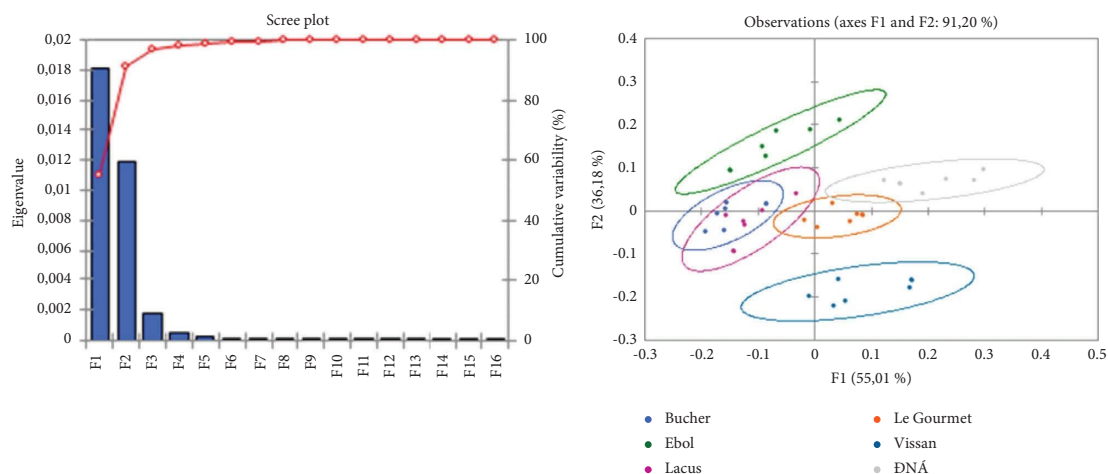 Scree plot
Eigenvalue
0,02
0,018
0,016
0,014
0,012
0,01
0,008
0,006
0,004
0,002
0
F1 F2 F3 F4 F5 F6 F7 F8 F9 F10 F11 F12 F13 F14 F15 F16
100
80
60
40
20
0
Cumulative variability (%)
Observations (axes F1 and F2: 91,20 %)
F2 (36,18 %)
0.4
0.3
0.2
0.1
0
-0.1
-0.2
-0.3
-0.3 -0.2 -0.1 0 0.1 0.2 0.3 0.4 0.5
F1 (55,01 %)
Bucher
Ebol
Lacus
Le Gourmet
Vissan
ĐNÁ